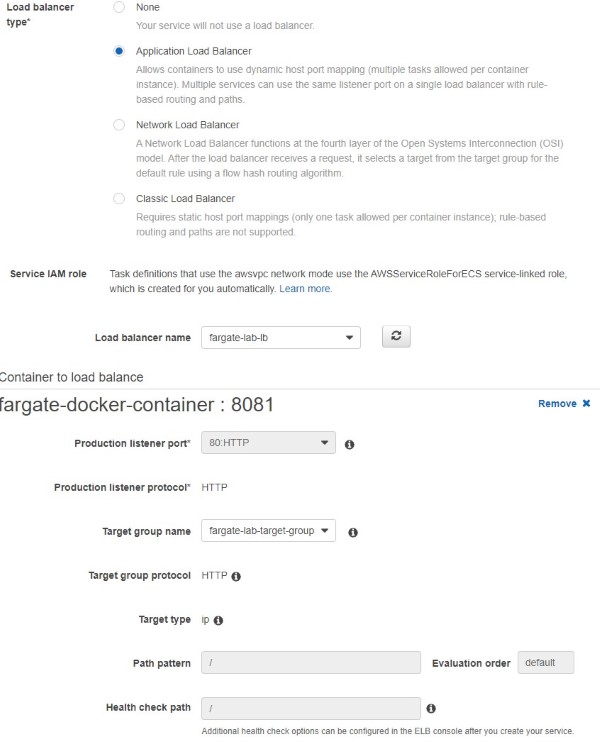 Load balancer
type*
None
Your service will not use a load balancer.
Application Load Balancer
Allows containers to use dynamic host port mapping (multiple tasks allowed per container
instance). Multiple services can use the same listener port on a single load balancer with rule-
based routing and paths.
Network Load Balancer
A Network Load Balancer functions at the fourth layer of the Open Systems Interconnection (OSI)
model. After the load balancer receives a request, it selects a target from the target group for the
default rule using a flow hash routing algorithm.
Classic Load Balancer
Requires static host port mappings (only one task allowed per container instance); rule-based
routing and paths are not supported.
Service IAM role
Task definitions that use the awsvpc network mode use the AWSServiceRoleForECS service-linked role,
which is created for you automatically. Learn more.
Load balancer name fargate-lab-lb
Container to load balance
fargate-docker-container : 8081
Remove
Production listener port* 80:HTTP
Production listener protocol* HTTP
Target group name fargate-lab-target-group
Target group protocol HTTP
Target type ip
Path pattern / Evaluation order default
Health check path /
Additional health check options can be configured in the ELB console after you create your service.